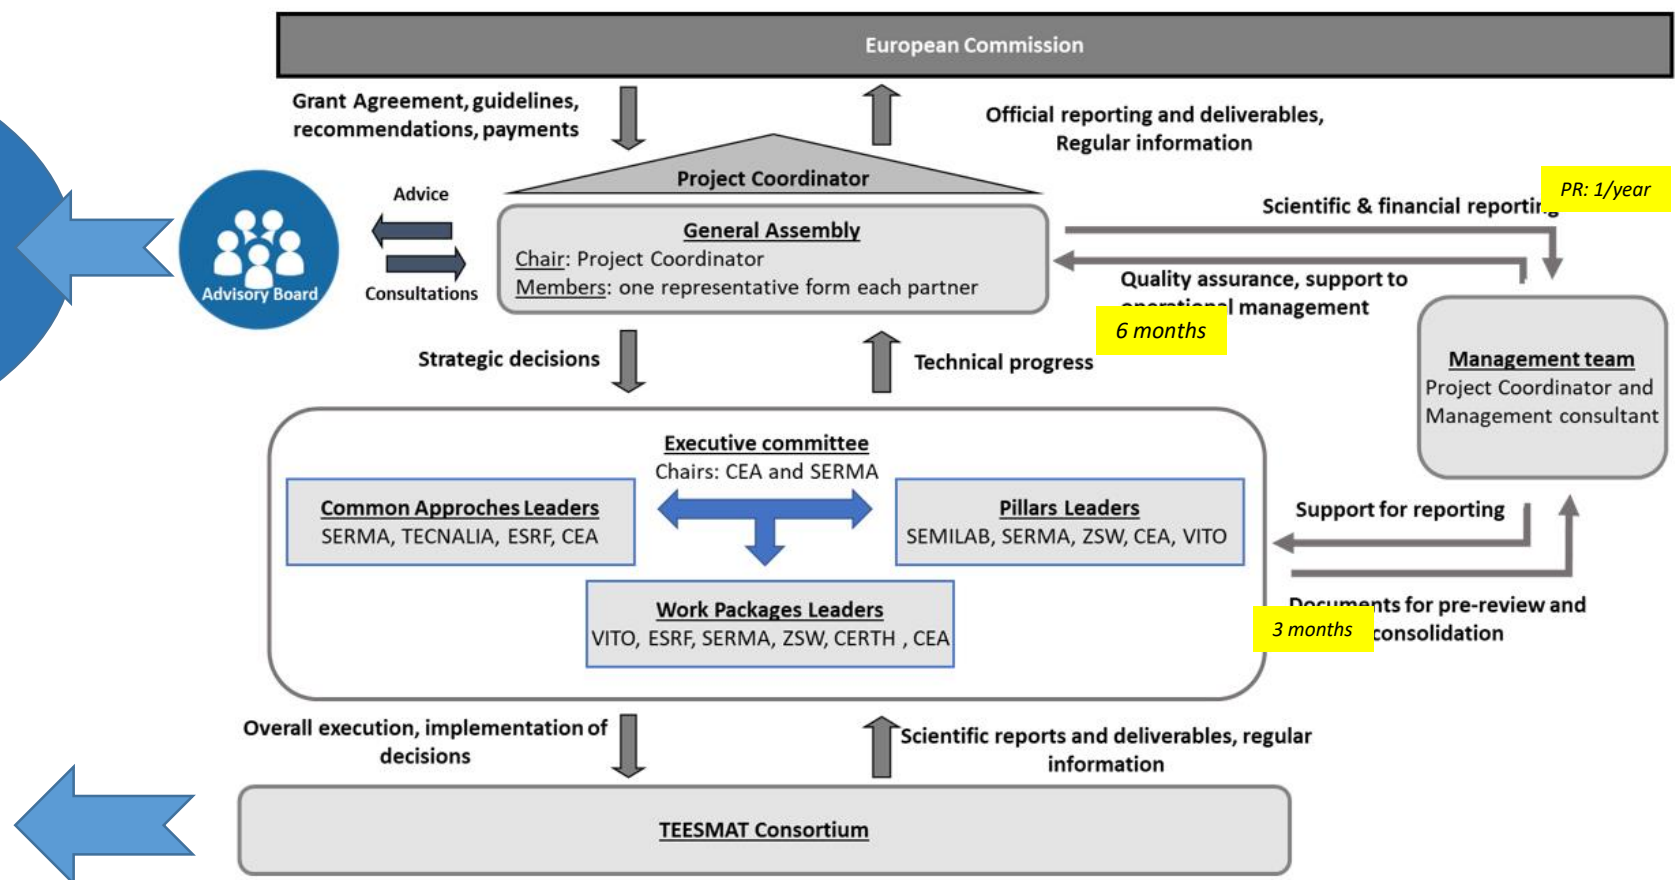 European Commission
Grant Agreement, guidelines,
recommendations, payments
Official reporting and deliverables,
Regular information
Project Coordinator
Advice
Consultations
Advisory Board
General Assembly
Chair: Project Coordinator
Members: one representative form each partner
PR: 1/year
Scientific & financial reporting
Quality assurance, support to
operational management
6 months
Management team
Project Coordinator and
Management consultant
Strategic decisions
Technical progress
Executive committee
Chairs: CEA and SERMA
Common Approches Leaders
SERMA, TECNALIA, ESRF, CEA
Pillars Leaders
SEMILAB, SERMA, ZSW, CEA, VITO
Work Packages Leaders
VITO, ESRF, SERMA, ZSW, CERTH , CEA
Support for reporting
Documents for pre-review and
consolidation
3 months
Overall execution, implementation of
decisions
Scientific reports and deliverables, regular
information
TEESMAT Consortium